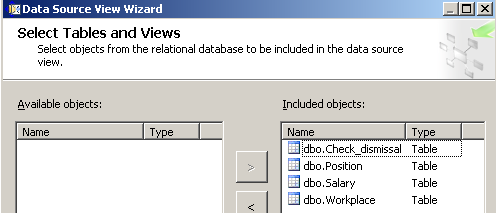 Data Source View Wizard
Select Tables and Views
Select objects from the relational database to be included in the data source
view.
Available objects:
Included objects:
Name Type
Name Type
dbo.Check_dismissal Table
dbo.Position Table
dbo.Salary Table
dbo.Workplace Table
>
<